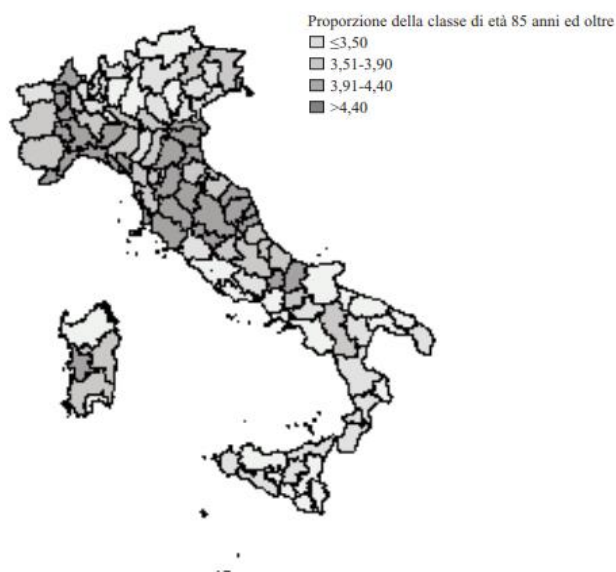 Proporzione della classe di età 85 anni ed oltre
≤3,50
3,51-3,90
3,91-4,40
>4,40